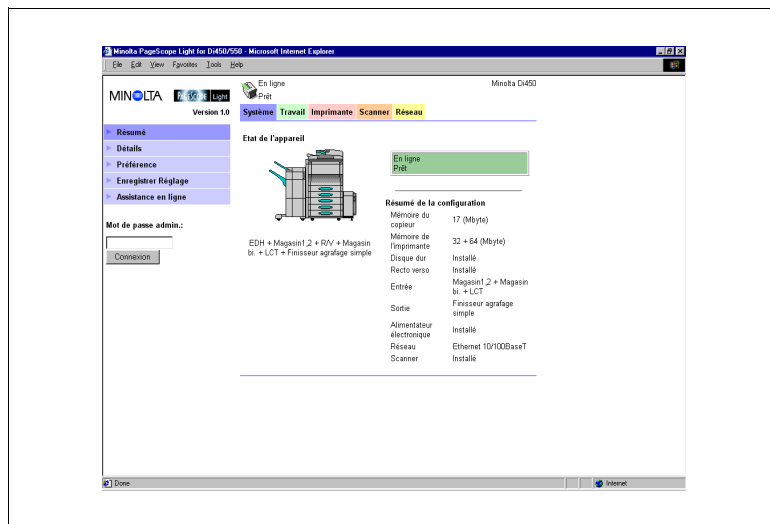 Minolta PageScope Light for Di450/550 - Microsoft Internet Explorer
File Edit View Favorites Tools Help
MINOLTA PAGESCOPE Light
Version 1.0
En ligne
Prêt
Minolta Di450
Système Travail Imprimante Scanner Réseau
Résumé
Détails
Préférence
Enregistrer Réglage
Assistance en ligne
Mot de passe admin.:
Connexion
Etat de l'appareil
EDH + Magasin1,2 + R/V + Magasin
bi. + LCT + Finisseur agrafage simple
En ligne
Prêt
Résumé de la configuration
Mémoire du
copieur
17 (Mbyte)
Mémoire de
l'imprimante
32 + 64 (Mbyte)
Disque dur Installé
Recto verso Installé
Entrée
Magasin1,2 + Magasin
bi. + LCT
Sortie
Finisseur agrafage
simple
Alimentateur
électronique
Installé
Réseau Ethernet 10/100BaseT
Scanner Installé
Done
Internet